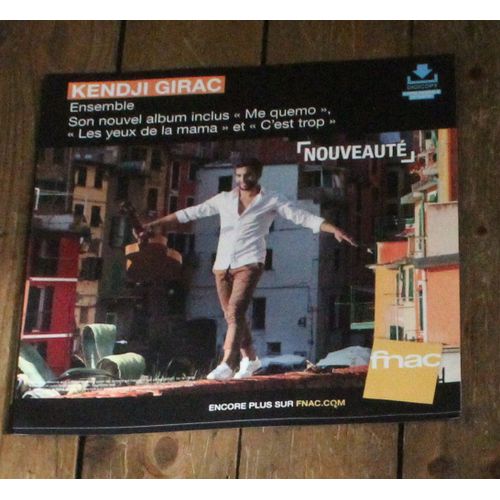 KENDJI GIRAC
Ensemble
Son nouvel album inclus « Me quemo »,
« Les yeux de la mama » et « C'est trop »
DIGICOPY
NOUVEAUTÉ
fnac
ENCORE PLUS SUR FNAC.COM